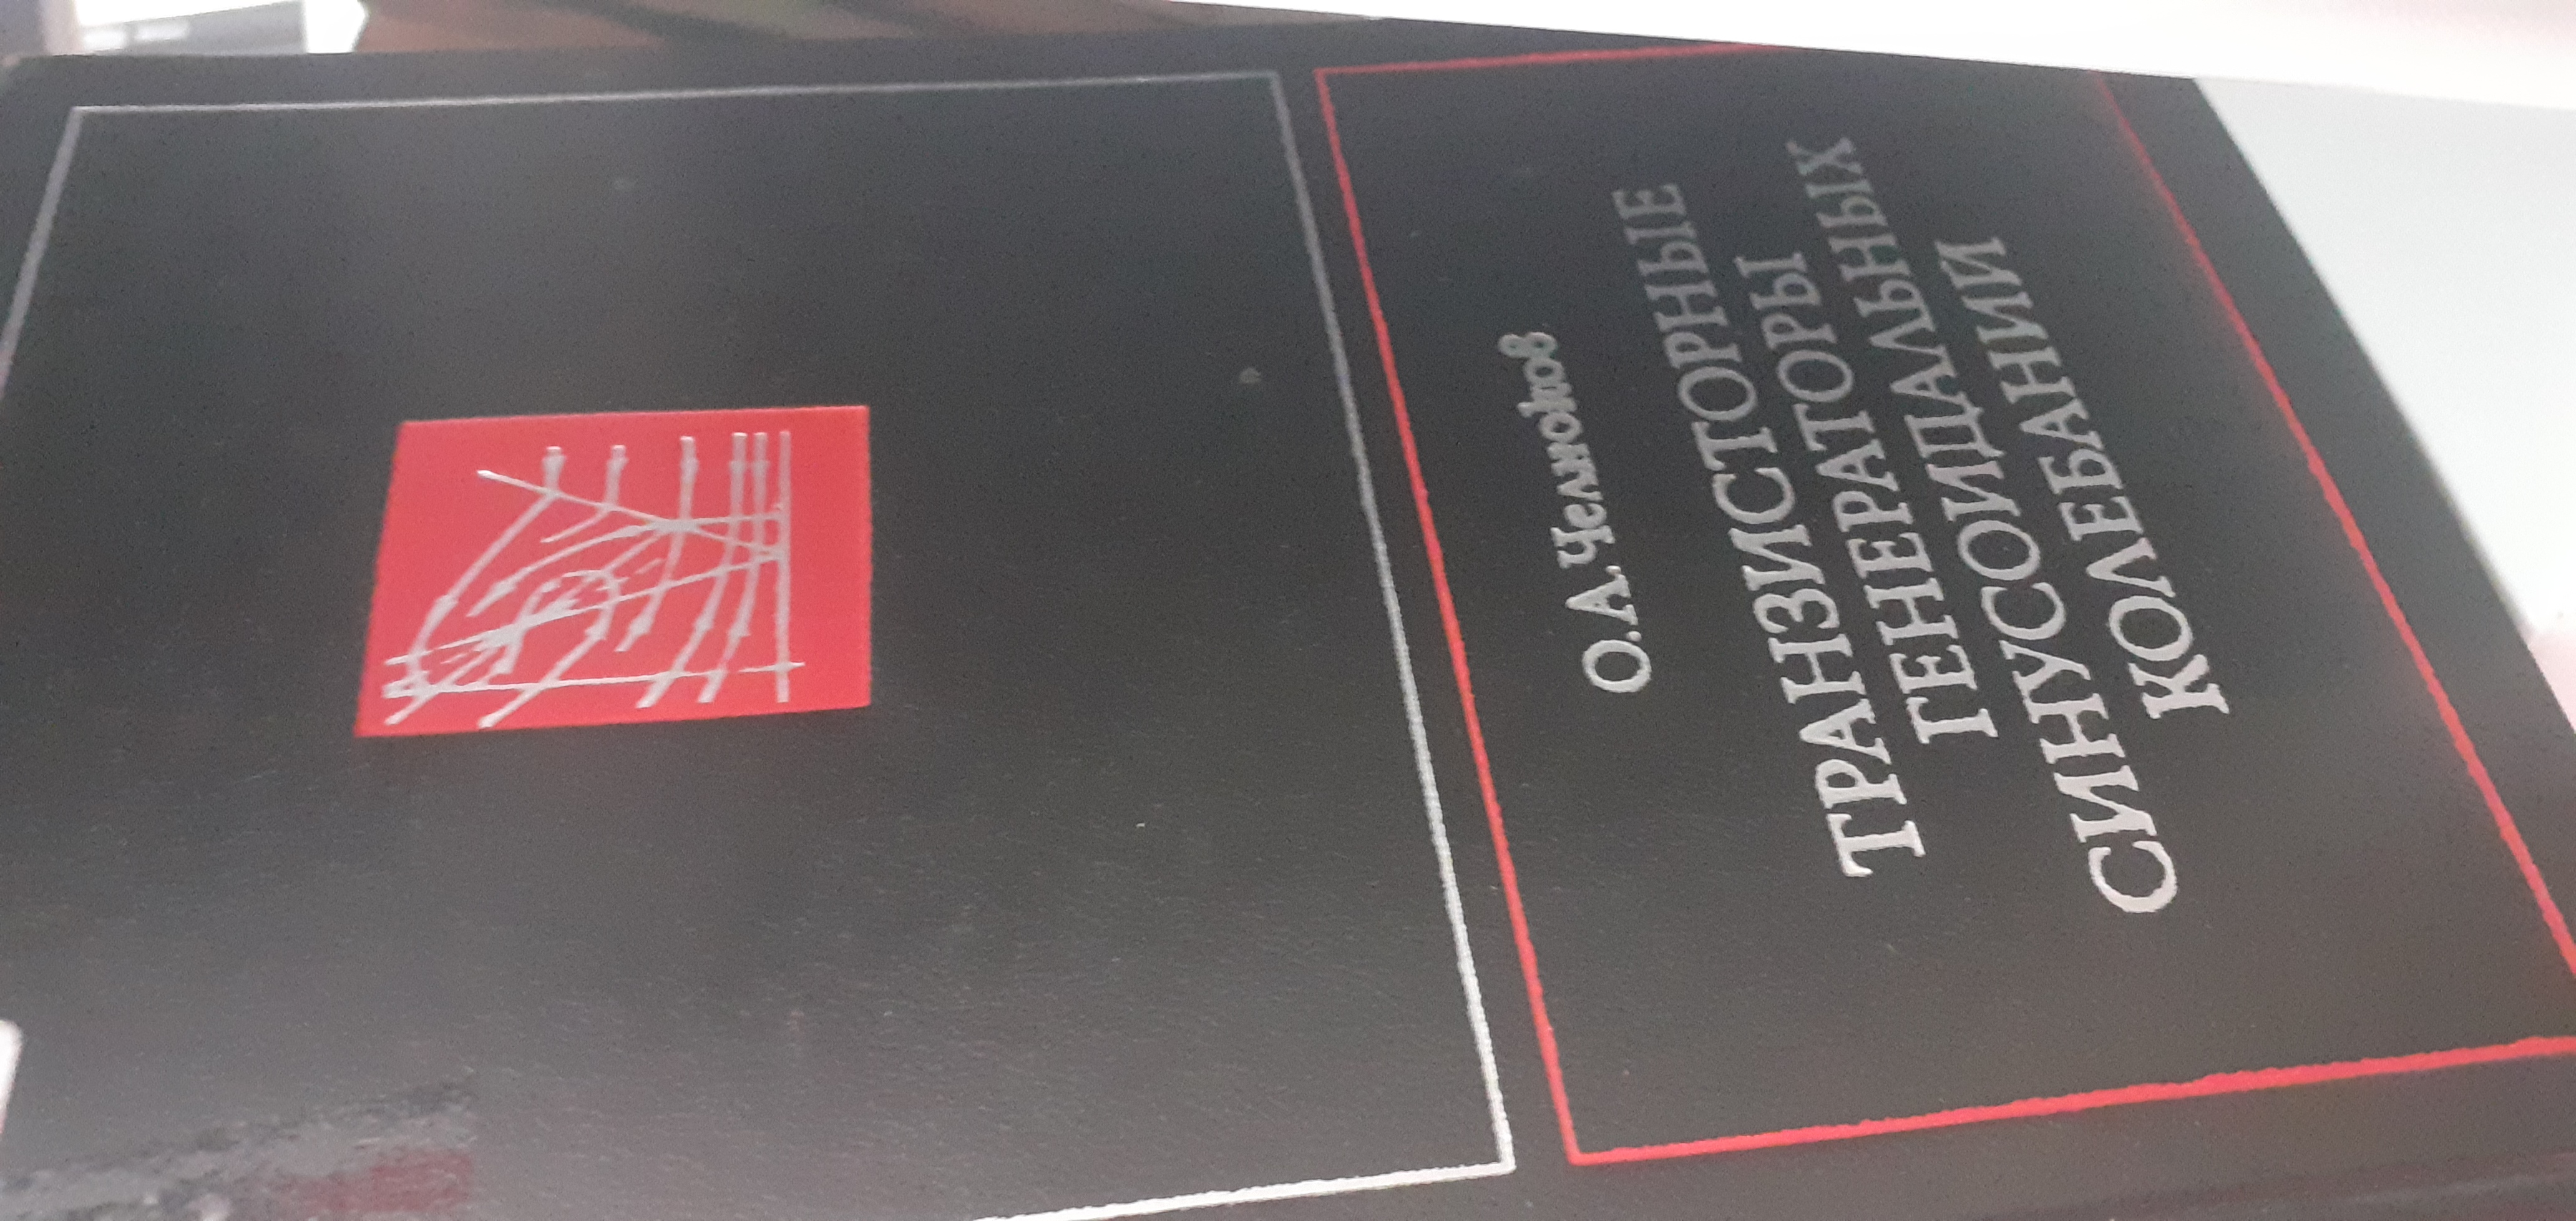 О.А.Челноков
ТРАНЗИСТОРНЫЕ
ГЕНЕРАТОРЫ
СИНУСОИДАЛЬНЫХ
КОЛЕБАНИЙ